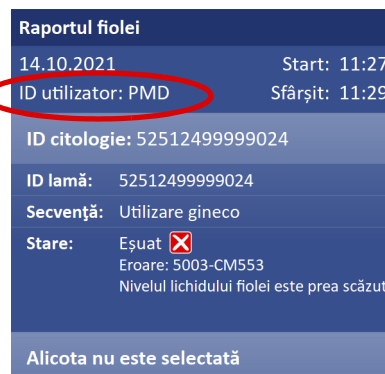 Raportul fiolei
14.10.2021 Start: 11:27
ID utilizator: PMD Sfârșit: 11:29
ID citologie: 52512499999024
ID lamă: 52512499999024
Secvență: Utilizare gineco
Stare: Eșuat
Eroare: 5003-CM553
Nivelul lichidului fiolei este prea scăzut
Alicota nu este selectată